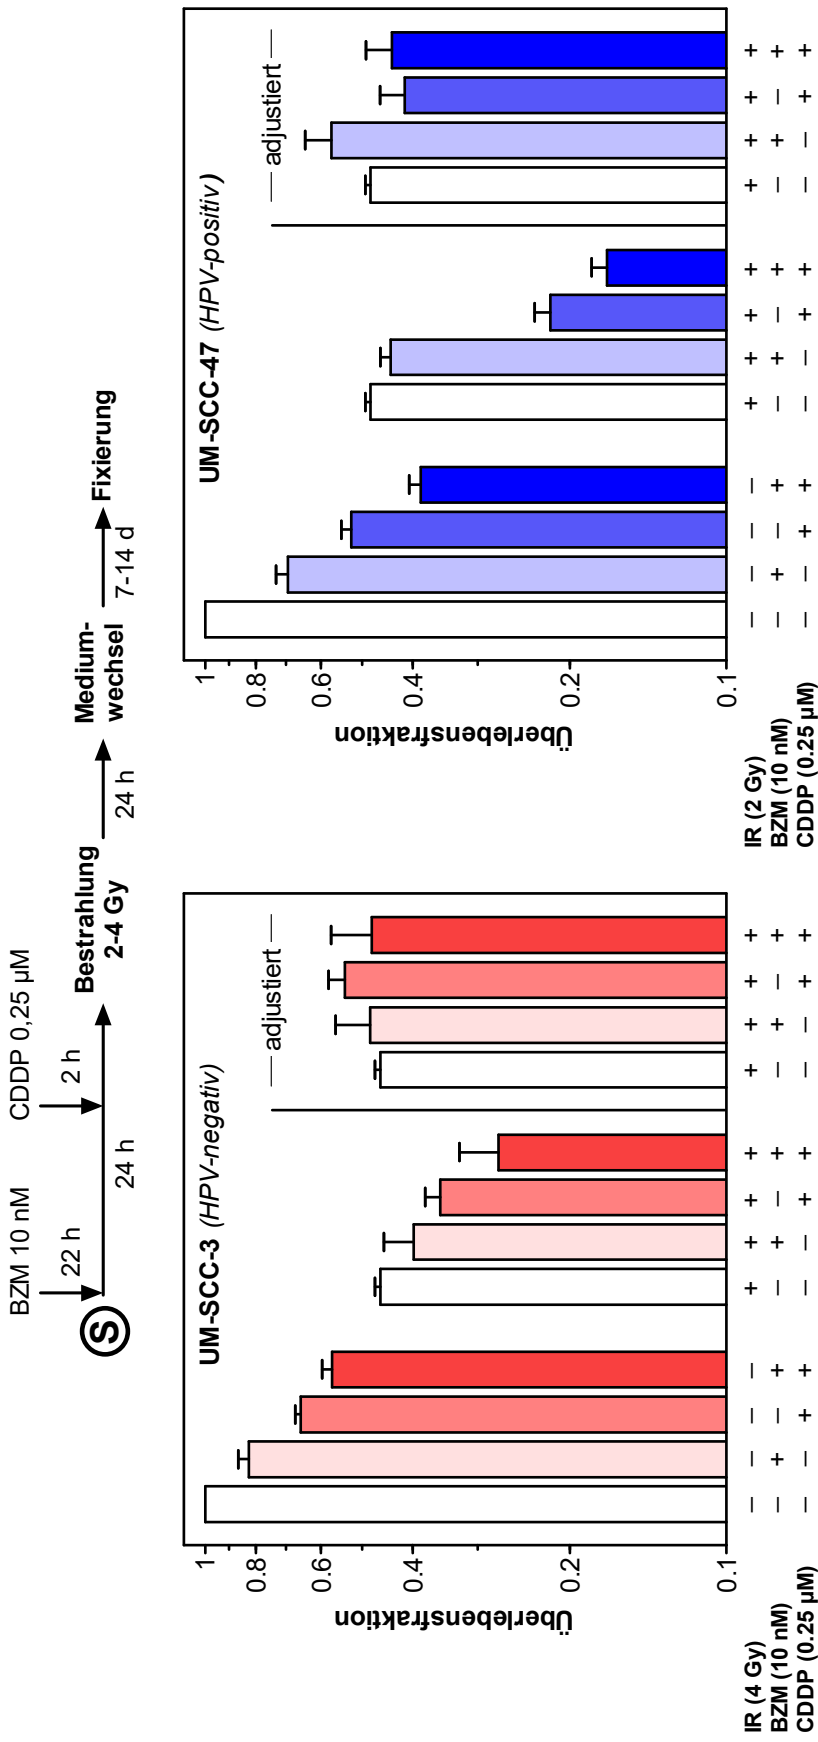 BZM 10 nM
CDDP 0,25 µM
22 h
2 h
S
24 h
Bestrahlung
2-4 Gy
24 h
Medium-
wechsel
7-14 d
Fixierung
UM-SCC-3 (HPV-negativ)
adjustiert
Überlebensfraktion
1
0.8
0.6
0.4
0.2
0.1
IR (4 Gy) – – – – + + + + + + + +
BZM (10 nM) – + – + – + – + – + – +
CDDP (0.25 µM) – – + + – – + + – – + +
UM-SCC-47 (HPV-positiv)
adjustiert
Überlebensfraktion
1
0.8
0.6
0.4
0.2
0.1
IR (2 Gy) – – – – + + + + + + + +
BZM (10 nM) – + – + – + – + – + – +
CDDP (0.25 µM) – – + + – – + + – – + +